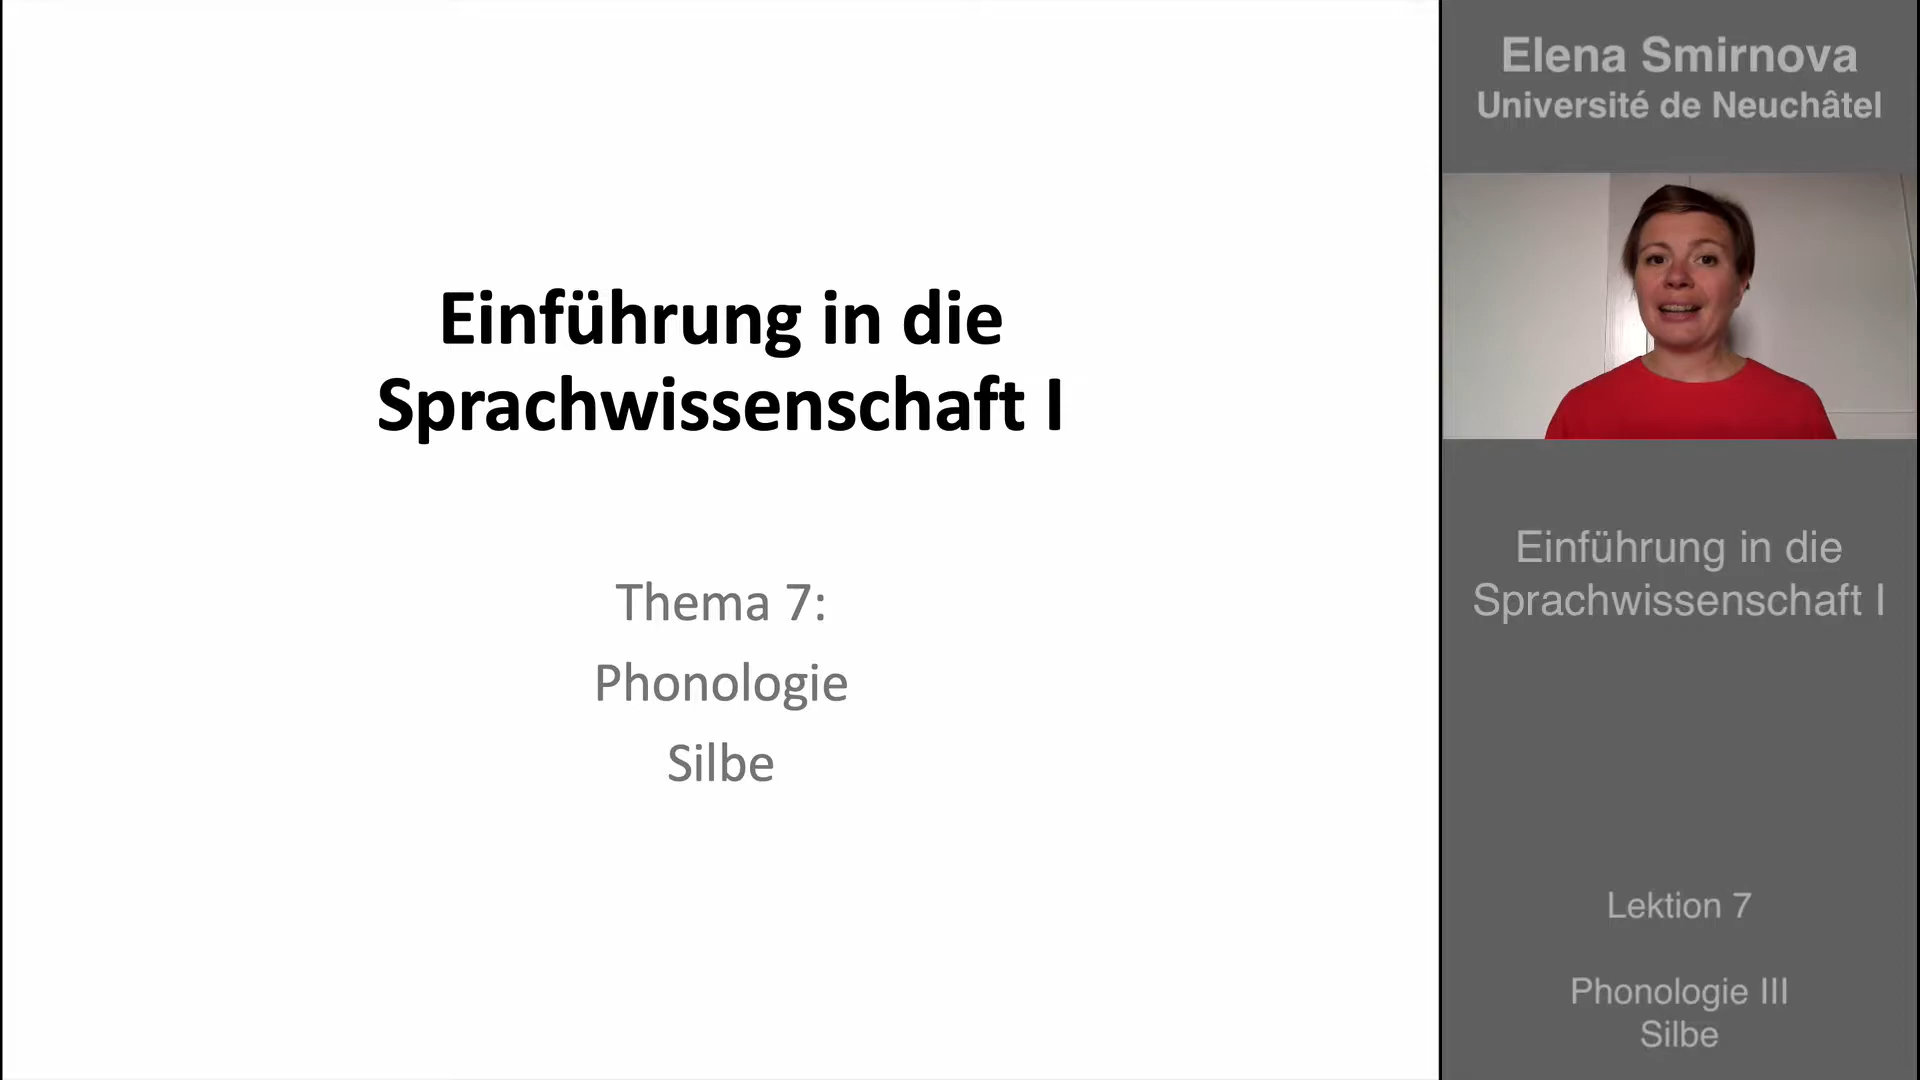 Einführung in die
Sprachwissenschaft I
Thema 7:
Phonologie
Silbe
Elena Smirnova
Université de Neuchâtel
Einführung in die
Sprachwissenschaft I
Lektion 7
Phonologie III
Silbe